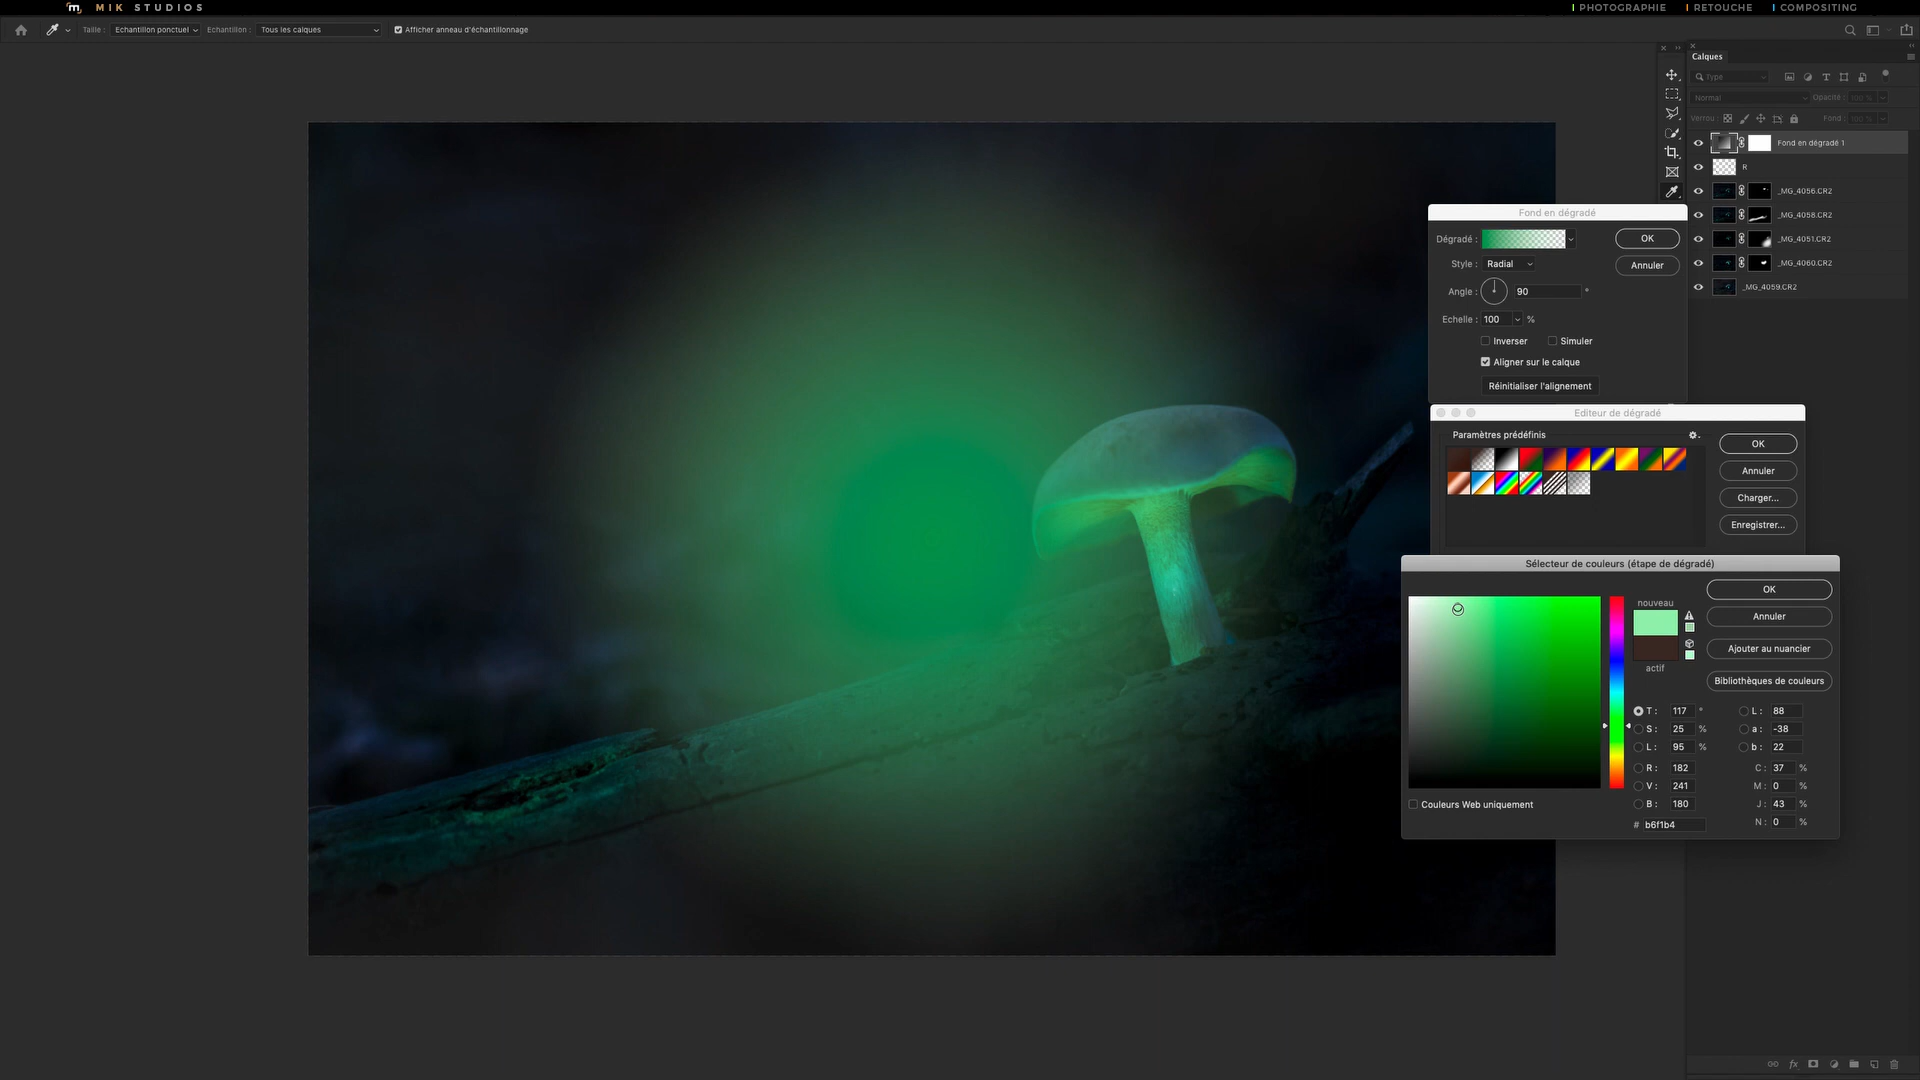 MIK STUDIOS
PHOTOGRAPHIE
RETOUCHE
COMPOSITING
Taille :
Echantillon ponctuel
Echantillon :
Tous les calques
Afficher anneau d'échantillonnage
Calques
Type
Normal
Opacité :
100 %
Verrou :
Fond :
100 %
Fond en dégradé 1
R
_MG_4056.CR2
_MG_4058.CR2
_MG_4051.CR2
_MG_4060.CR2
_MG_4059.CR2
Fond en dégradé
Dégradé :
OK
Style :
Radial
Annuler
Angle :
90
°
Echelle :
100
%
Inverser
Simuler
Aligner sur le calque
Réinitialiser l'alignement
Editeur de dégradé
Paramètres prédéfinis
OK
Annuler
Charger...
Enregistrer...
Sélecteur de couleurs (étape de dégradé)
nouveau
actif
OK
Annuler
Ajouter au nuancier
Bibliothèques de couleurs
T : 117 °
L : 88
S : 25 %
a : -38
L : 95 %
b : 22
R : 182
C : 37 %
V : 241
M : 0 %
B : 180
J : 43 %
# b6f1b4
N : 0 %
Couleurs Web uniquement
fx